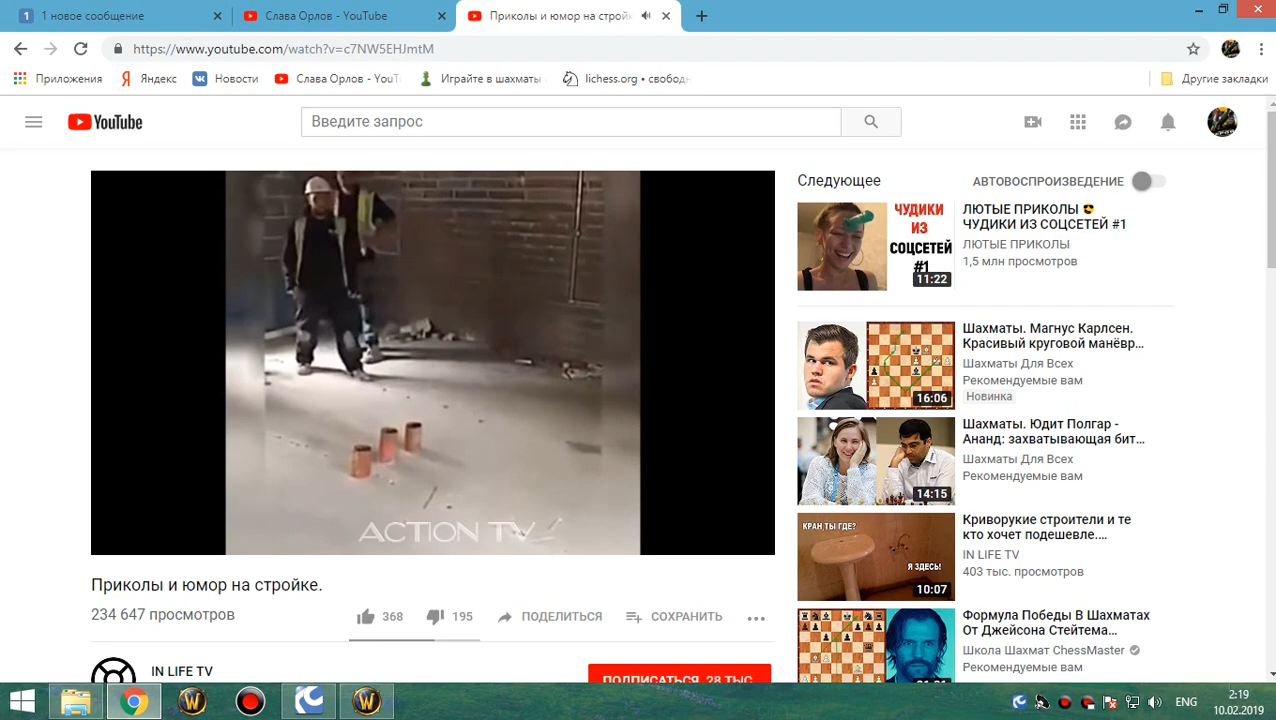 1 новое сообщение
Слава Орлов - YouTube
Приколы и юмор на стройк
https://www.youtube.com/watch?v=c7NW5EHJmtM
Приложения
Яндекс
Новости
Слава Орлов - YouT
Играйте в шахматы
lichess.org • свобод
Другие закладки
YouTube
Введите запрос
Следующее
АВТОВОСПРОИЗВЕДЕНИЕ
ЧУДИКИ
ИЗ
СОЦСЕТЕЙ
#1
11:22
ЛЮТЫЕ ПРИКОЛЫ 😎
ЧУДИКИ ИЗ СОЦСЕТЕЙ #1
ЛЮТЫЕ ПРИКОЛЫ
1,5 млн просмотров
16:06
Шахматы. Магнус Карлсен.
Красивый круговой манёвр...
Шахматы Для Всех
Рекомендуемые вам
Новинка
14:15
Шахматы. Юдит Полгар -
Ананд: захватывающая бит...
Шахматы Для Всех
Рекомендуемые вам
КРАН ТЫ ГДЕ?
Я ЗДЕСЬ!
10:07
Криворукие строители и те
кто хочет подешевле....
IN LIFE TV
403 тыс. просмотров
Формула Победы В Шахматах
От Джейсона Стейтема...
Школа Шахмат ChessMaster
Рекомендуемые вам
ACTION TV
Приколы и юмор на стройке.
234 647 просмотров
368
195
ПОДЕЛИТЬСЯ
СОХРАНИТЬ
IN LIFE TV
ПОДПИСАТЬСЯ 28 ТЫС.
ENG
2:19
10.02.2019